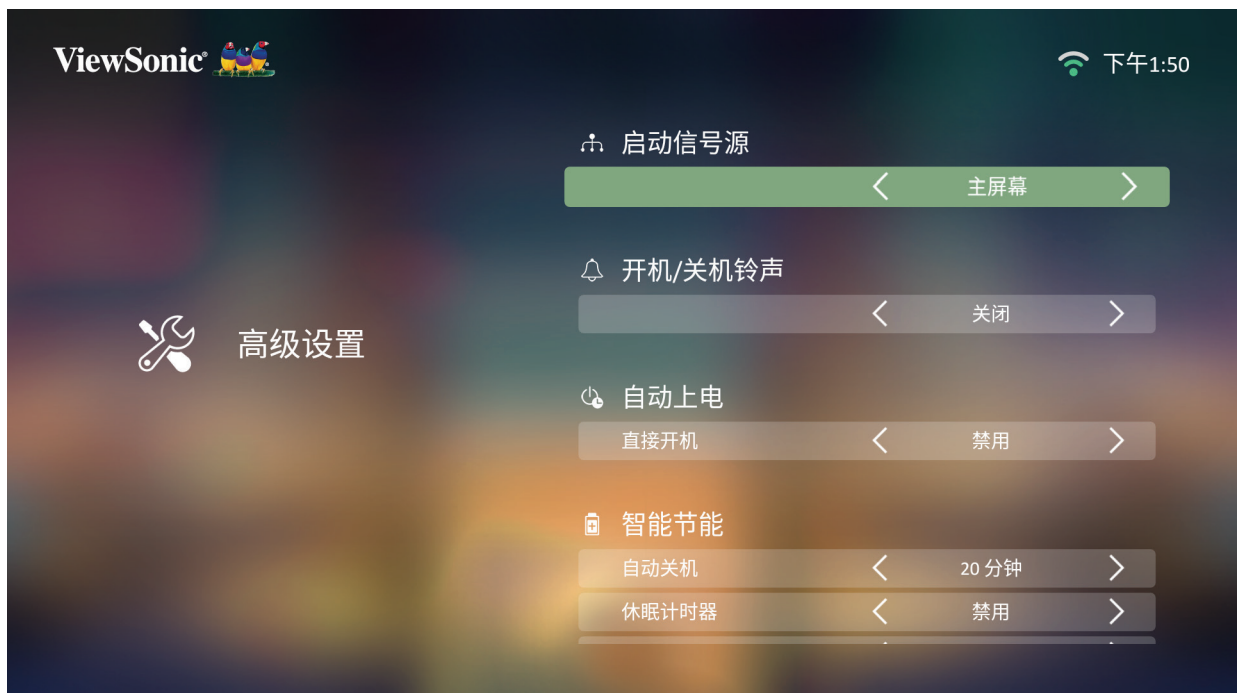 ViewSonic®
下午1:50
启动信号源
主屏幕
开机/关机铃声
关闭
高级设置
自动上电
直接开机 禁用
智能节能
自动关机 20 分钟
休眠计时器 禁用